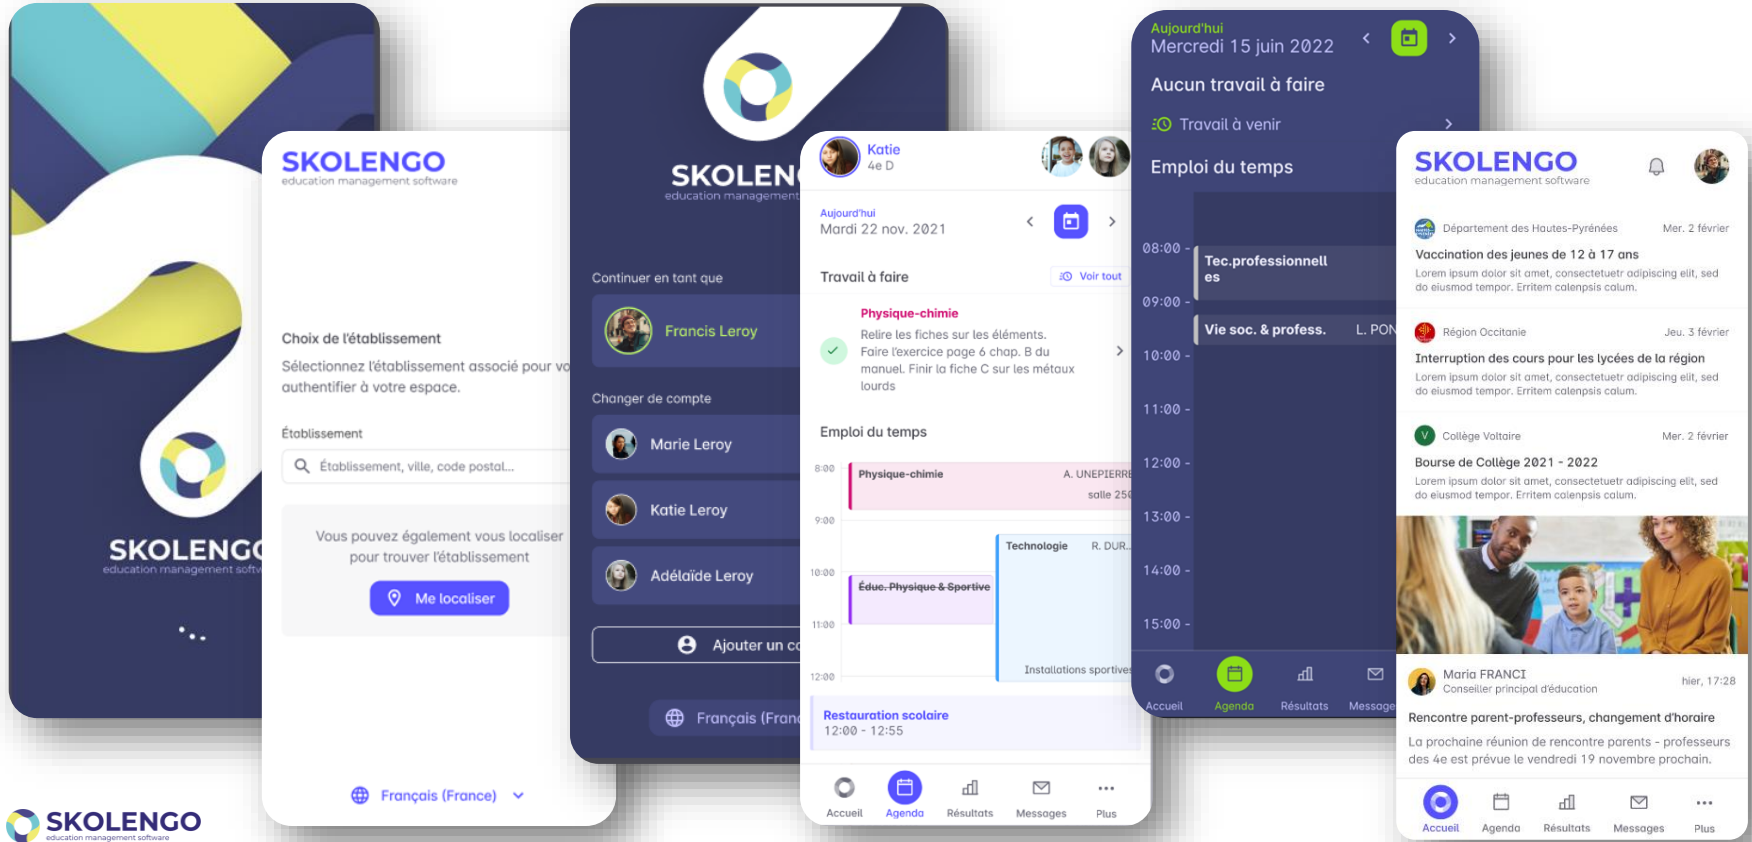 SKOLENGO
education management softw
SKOLENGO
education management software
Choix de l'établissement
Sélectionnez l'établissement associé pour vo
authentifier à votre espace.
Établissement
Établissement, ville, code postal...
Vous pouvez également vous localiser
pour trouver l'établissement
Me localiser
Français (France)
SKOLEN
education management
Continuer en tant que
Francis Leroy
Changer de compte
Marie Leroy
Katie Leroy
Adélaïde Leroy
Ajouter un co
Français (Franc
Katie
4e D
Aujourd'hui
Mardi 22 nov. 2021
Travail à faire
Voir tout
Physique-chimie
Relire les fiches sur les éléments.
Faire l'exercice page 6 chap. B du
manuel. Finir la fiche C sur les métaux
lourds
Emploi du temps
8:00
Physique-chimie A. UNEPIERRE
salle 250
9:00
Technologie R. DUR...
10:00
Éduc. Physique & Sportive
11:00
Installations sportives
12:00
Restauration scolaire
12:00 - 12:55
Accueil Agenda Résultats Messages Plus
Aujourd'hui
Mercredi 15 juin 2022
Aucun travail à faire
Travail à venir
Emploi du temps
08:00
Tec.professionnell
es
09:00
Vie soc. & profess. L. PON
10:00
11:00
12:00
13:00
14:00
15:00
Accueil Agenda Résultats Message
SKOLENGO
education management software
Département des Hautes-Pyrénées Mer. 2 février
Vaccination des jeunes de 12 à 17 ans
Lorem ipsum dolor sit amet, consectetuetr adipiscing elit, sed
do eiusmod tempor. Erritem calenpsis calum.
Région Occitanie Jeu. 3 février
Interruption des cours pour les lycées de la région
Lorem ipsum dolor sit amet, consectetuetr adipiscing elit, sed
do eiusmod tempor. Erritem calenpsis calum.
V Collège Voltaire Mer. 2 février
Bourse de Collège 2021 - 2022
Lorem ipsum dolor sit amet, consectetuetr adipiscing elit, sed
do eiusmod tempor. Erritem calenpsis calum.
Maria FRANCI hier, 17:28
Conseiller principal d'éducation
Rencontre parent-professeurs, changement d'horaire
La prochaine réunion de rencontre parents - professeurs
des 4e est prévue le vendredi 19 novembre prochain.
Accueil Agenda Résultats Messages Plus
SKOLENGO
education management software